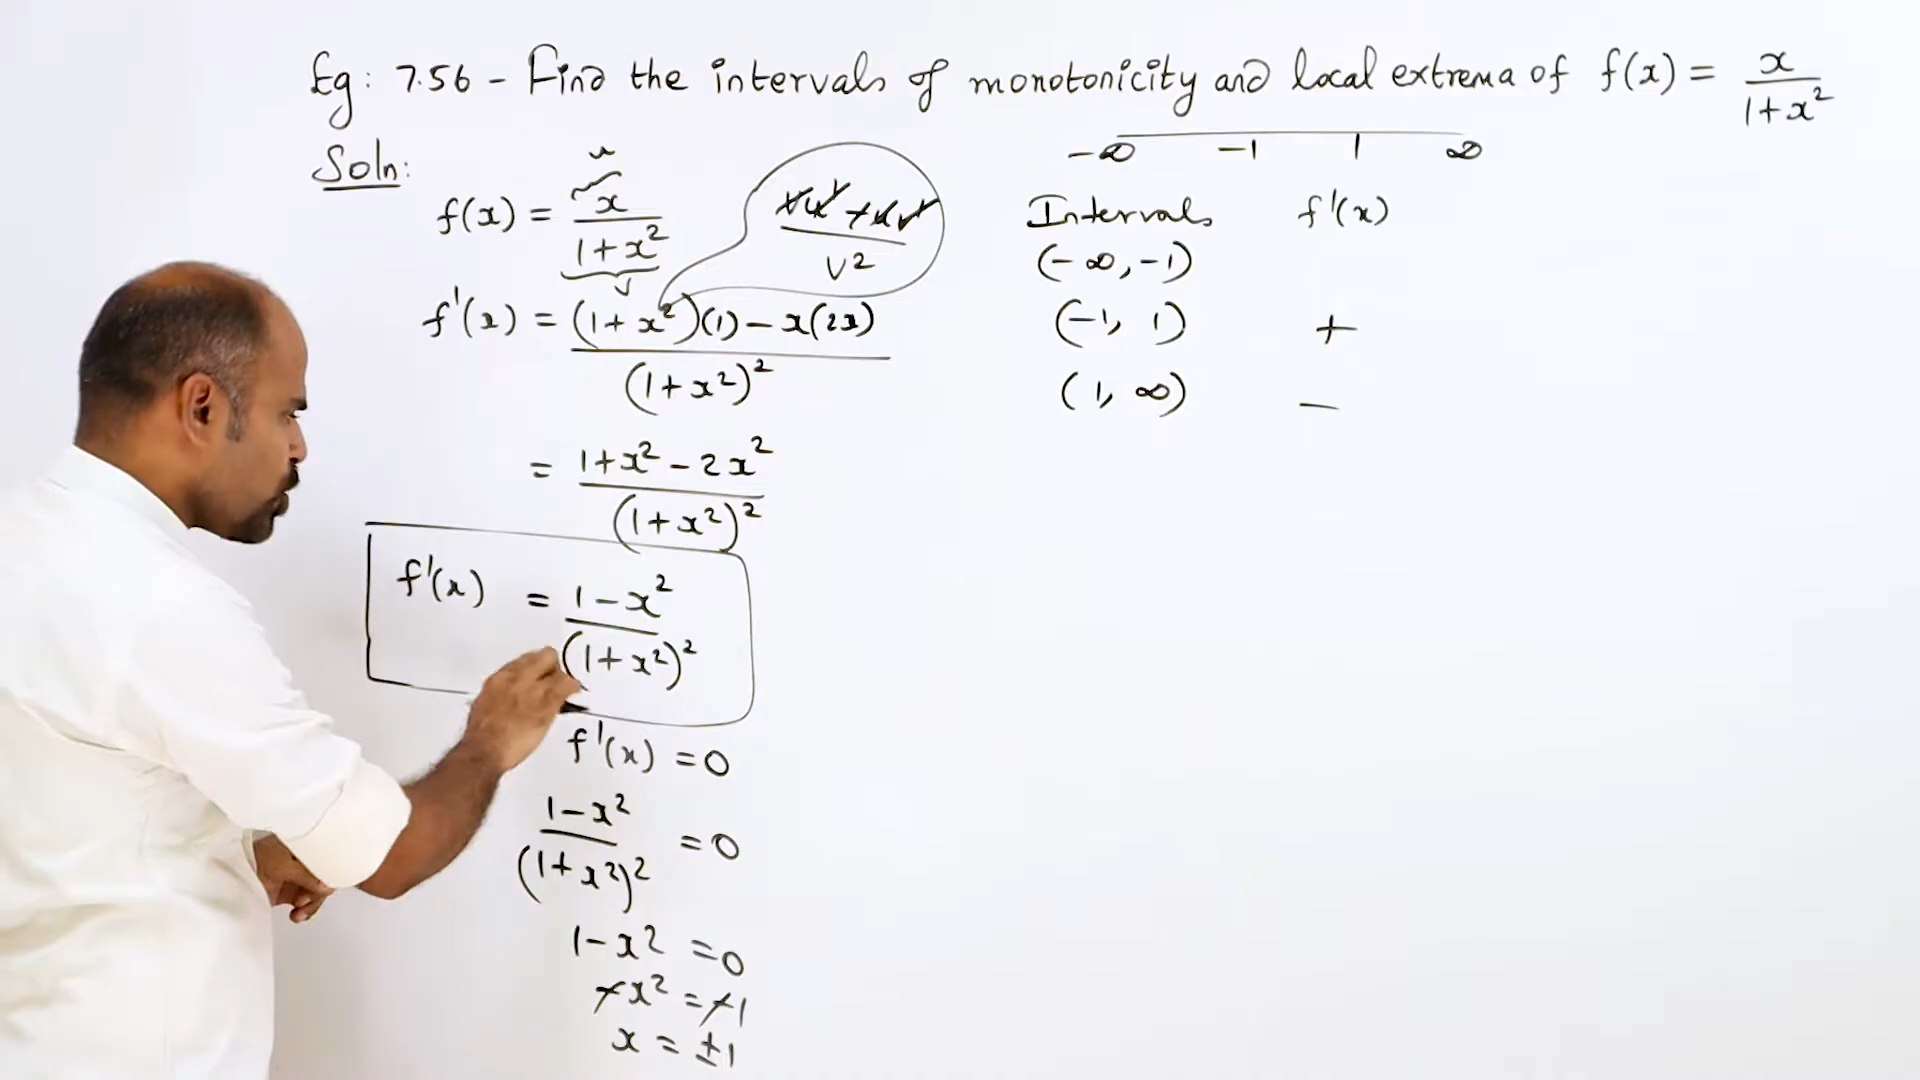 Eg: 7.56 - Find the intervals of monotonicity and local extrema of f(x) = x/(1+x²)
Soln:
f(x) = x/(1+x²)
u
v
f'(x) = ((1+x²)(1) - x(2x))/(1+x²)²
v²
= (1+x² - 2x²)/(1+x²)²
f'(x) = (1-x²)/(1+x²)²
f'(x) = 0
(1-x²)/(1+x²)² = 0
1-x² = 0
-x² = -1
x = ±1
-∞ -1 1 ∞
Intervals f'(x)
(-∞, -1)
(-1, 1) +
(1, ∞) -